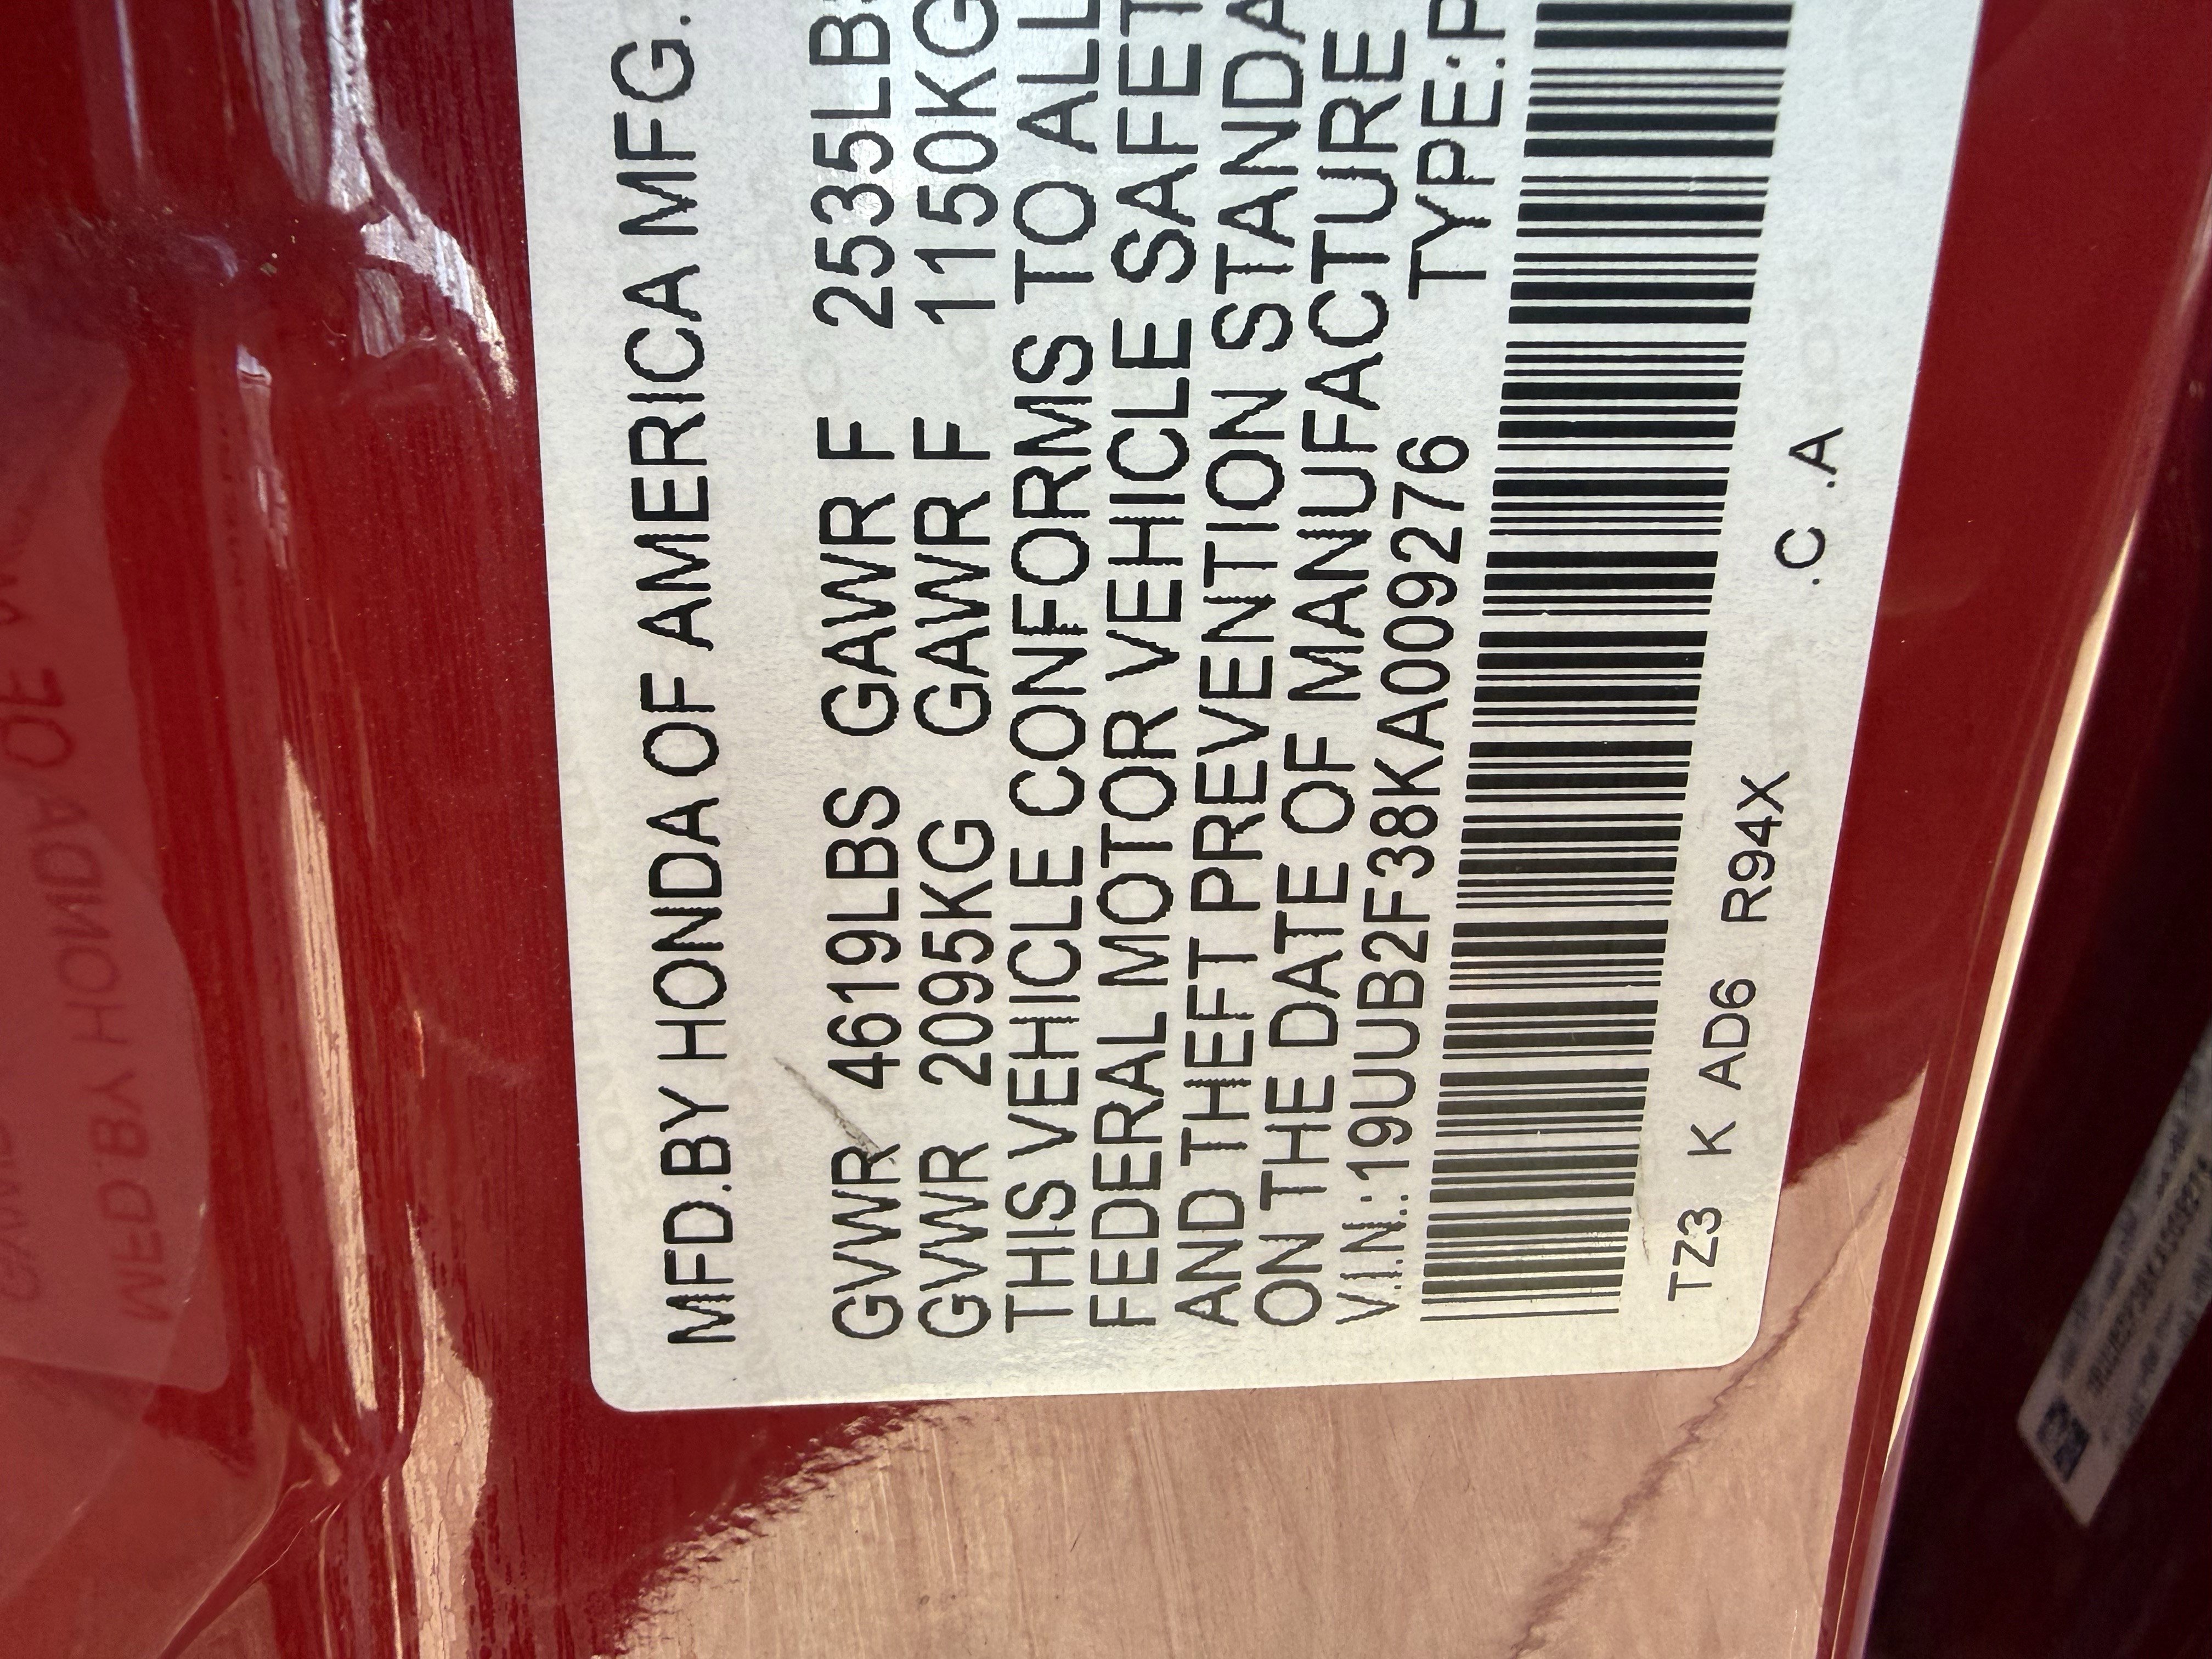 MFD.BY HONDA OF AMERICA MFG.
GVWR 4619LBS GAWR F 2535LB
GVWR 2095KG GAWR F 1150KG
THIS VEHICLE CONFORMS TO ALL
FEDERAL MOTOR VEHICLE SAFET
AND THEFT PREVENTION STANDA
ON THE DATE OF MANUFACTURE
V.I.N.:19UUB2F38KA009276 TYPE:P
TZ3 K AD6 R94X .C .A